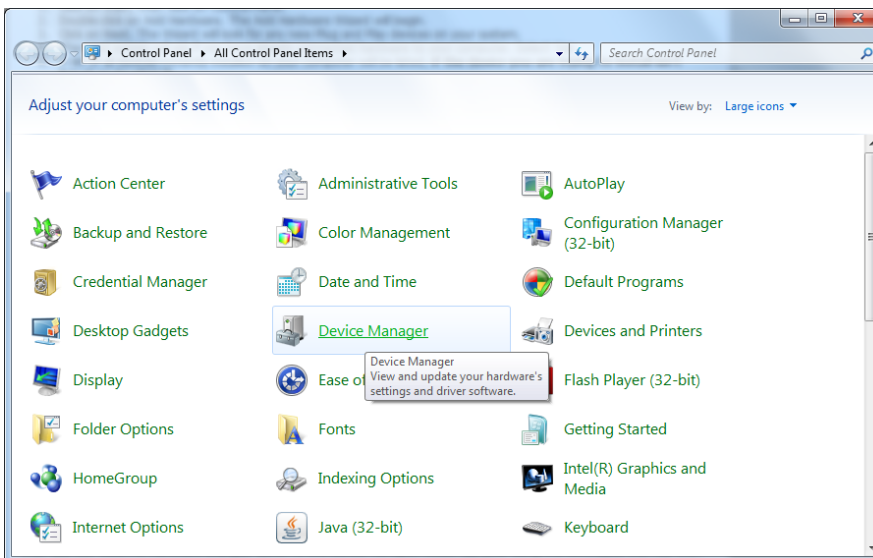 Control Panel ▸ All Control Panel Items ▸
Search Control Panel
Adjust your computer's settings
View by: Large icons
Action Center
Administrative Tools
AutoPlay
Backup and Restore
Color Management
Configuration Manager
(32-bit)
Credential Manager
Date and Time
Default Programs
Desktop Gadgets
Device Manager
Devices and Printers
Device Manager
View and update your hardware's
settings and driver software.
Display
Ease of
Flash Player (32-bit)
Folder Options
Fonts
Getting Started
HomeGroup
Indexing Options
Intel(R) Graphics and
Media
Internet Options
Java (32-bit)
Keyboard